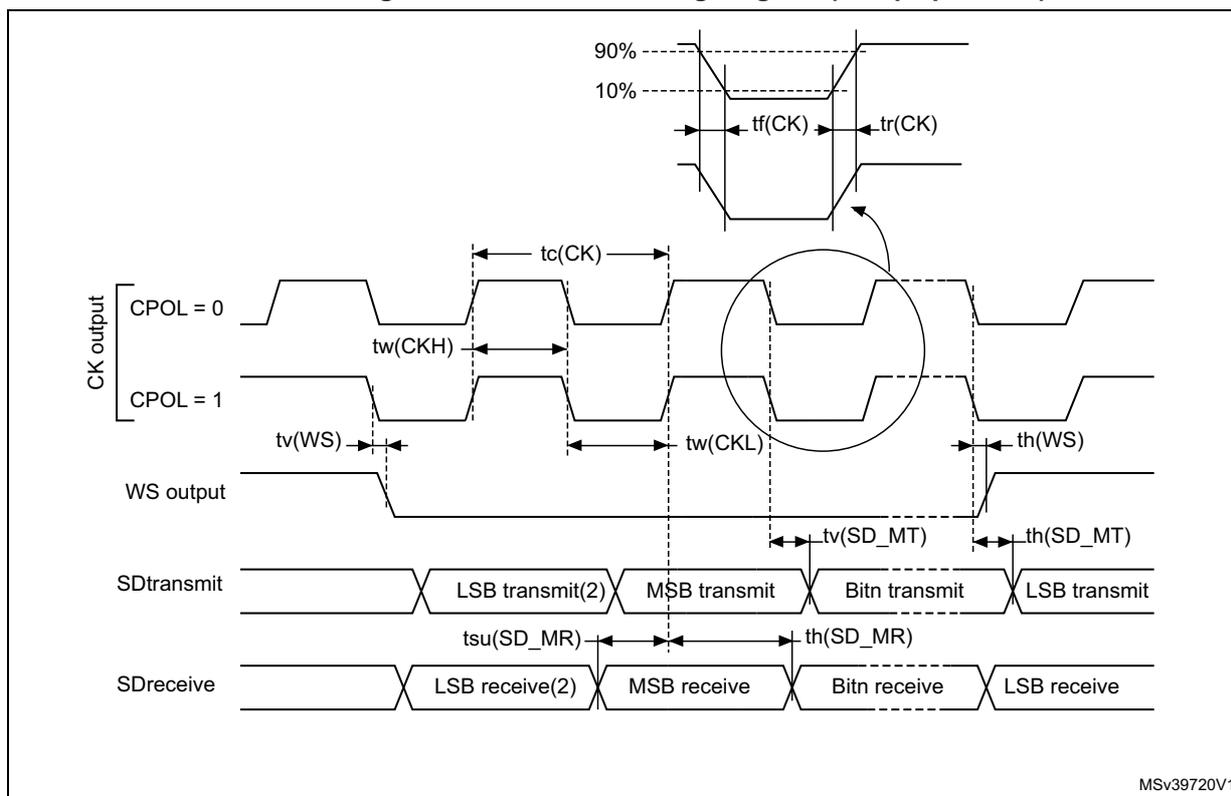 90%
10%
tf(CK)
tr(CK)
tc(CK)
CK output
CPOL = 0
tw(CKH)
CPOL = 1
tv(WS)
tw(CKL)
th(WS)
WS output
tv(SD_MT)
th(SD_MT)
SDtransmit
LSB transmit(2)
MSB transmit
Bitn transmit
LSB transmit
tsu(SD_MR)
th(SD_MR)
SDreceive
LSB receive(2)
MSB receive
Bitn receive
LSB receive
MSv39720V1